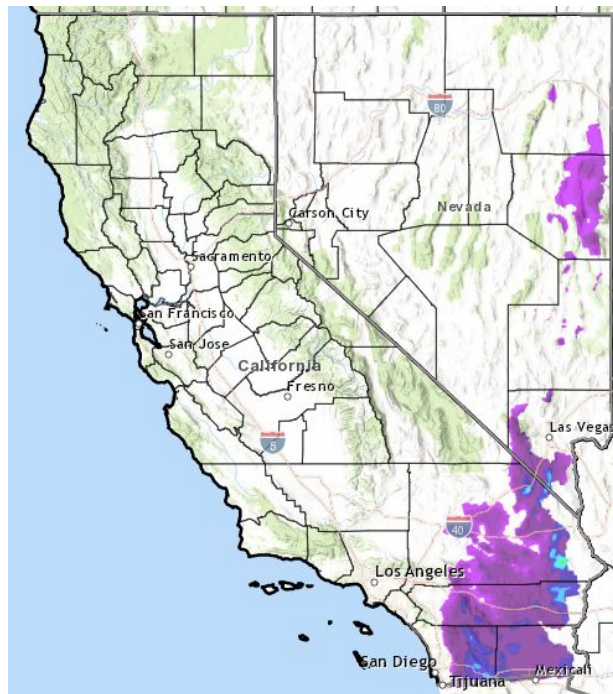 80
Nevada
Carson City
Sacramento
San Francisco
San Jose
California
Fresno
5
Las Vegas
40
Los Angeles
San Diego
Tijuana
Mexicali